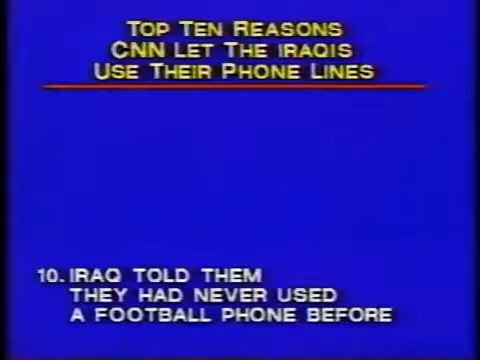 TOP TEN REASONS
CNN LET THE IRAQIS
USE THEIR PHONE LINES
10. IRAQ TOLD THEM
THEY HAD NEVER USED
A FOOTBALL PHONE BEFORE